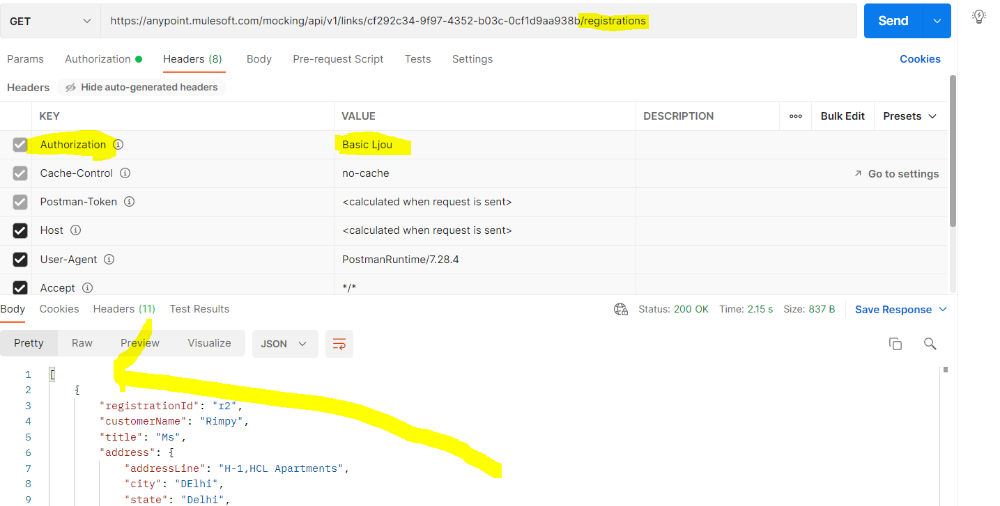 GET https://anypoint.mulesoft.com/mocking/api/v1/links/cf292c34-9f97-4352-b03c-0cf1d9aa938b/registrations Send
Params Authorization Headers (8) Body Pre-request Script Tests Settings Cookies
Headers Hide auto-generated headers
KEY VALUE DESCRIPTION Bulk Edit Presets
Authorization Basic Ljou
Cache-Control no-cache Go to settings
Postman-Token <calculated when request is sent>
Host <calculated when request is sent>
User-Agent PostmanRuntime/7.28.4
Accept */*
Body Cookies Headers (11) Test Results Status: 200 OK Time: 2.15 s Size: 837 B Save Response
Pretty Raw Preview Visualize JSON
1 [
2 {
3 "registrationId": "r2",
4 "customerName": "Rimpy",
5 "title": "Ms",
6 "address": {
7 "addressLine": "H-1,HCL Apartments",
8 "city": "DElhi",
9 "state": "Delhi",